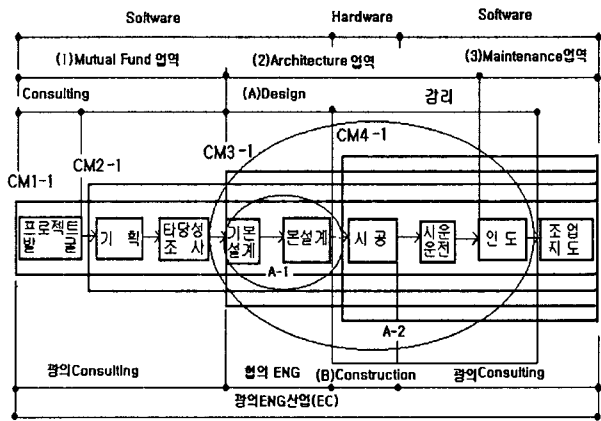 Software Hardware Software
(1)Mutual Fund 업역 (2)Architecture 업역 (3)Maintenance업역
Consulting (A)Design 감리
CM1-1 CM2-1 CM3-1 CM4-1
프로젝트 발굴 기획 타당성 조사 기본 설계 본설계 시공 시운 운전 인도 조업 지도
A-1
A-2
광의Consulting 협의 ENG (B)Construction 광의Consulting
광의ENG산업(EC)